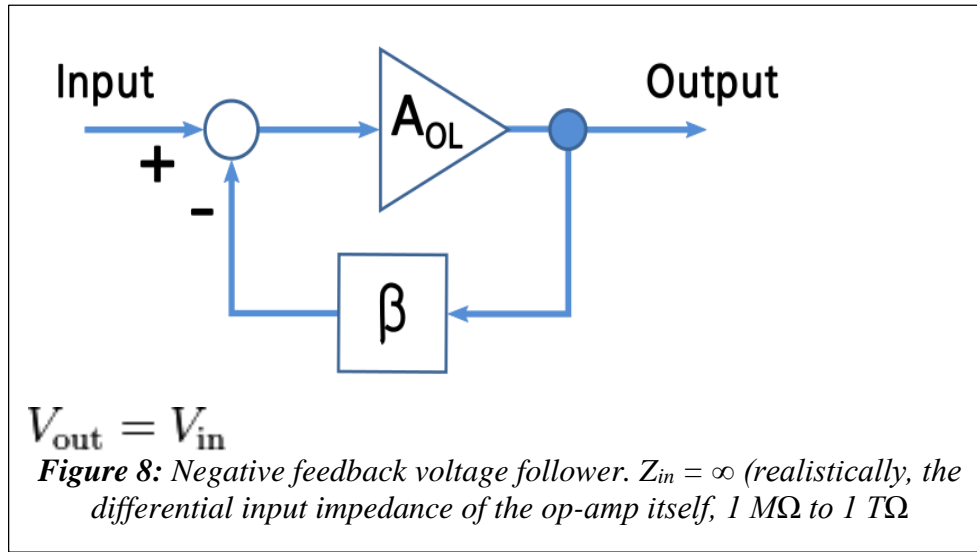 Input
Output
A_OL
+
-
β
V_out = V_in
Figure 8: Negative feedback voltage follower. Z_in = ∞ (realistically, the
differential input impedance of the op-amp itself, 1 MΩ to 1 TΩ